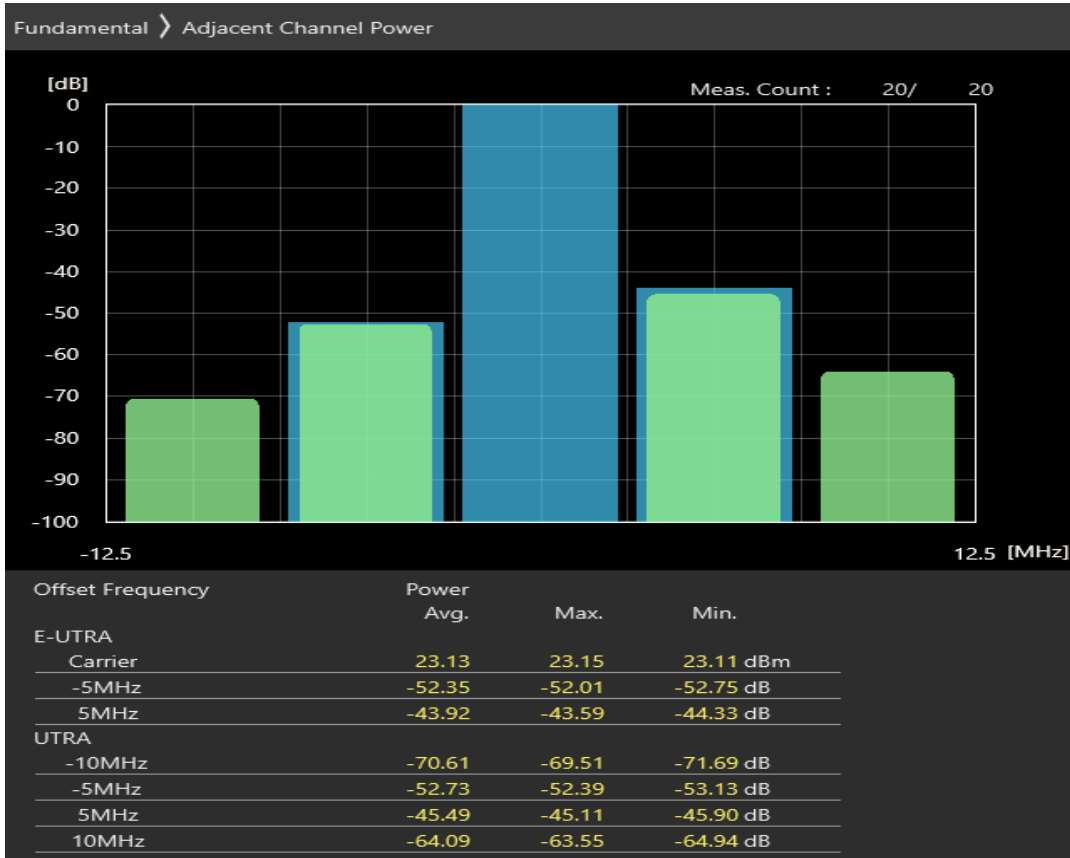 Fundamental 〉 Adjacent Channel Power
[dB]
Meas. Count : 20/ 20
0
-10
-20
-30
-40
-50
-60
-70
-80
-90
-100
-12.5 12.5 [MHz]
Offset Frequency Power
Avg. Max. Min.
E-UTRA
Carrier 23.13 23.15 23.11 dBm
-5MHz -52.35 -52.01 -52.75 dB
5MHz -43.92 -43.59 -44.33 dB
UTRA
-10MHz -70.61 -69.51 -71.69 dB
-5MHz -52.73 -52.39 -53.13 dB
5MHz -45.49 -45.11 -45.90 dB
10MHz -64.09 -63.55 -64.94 dB